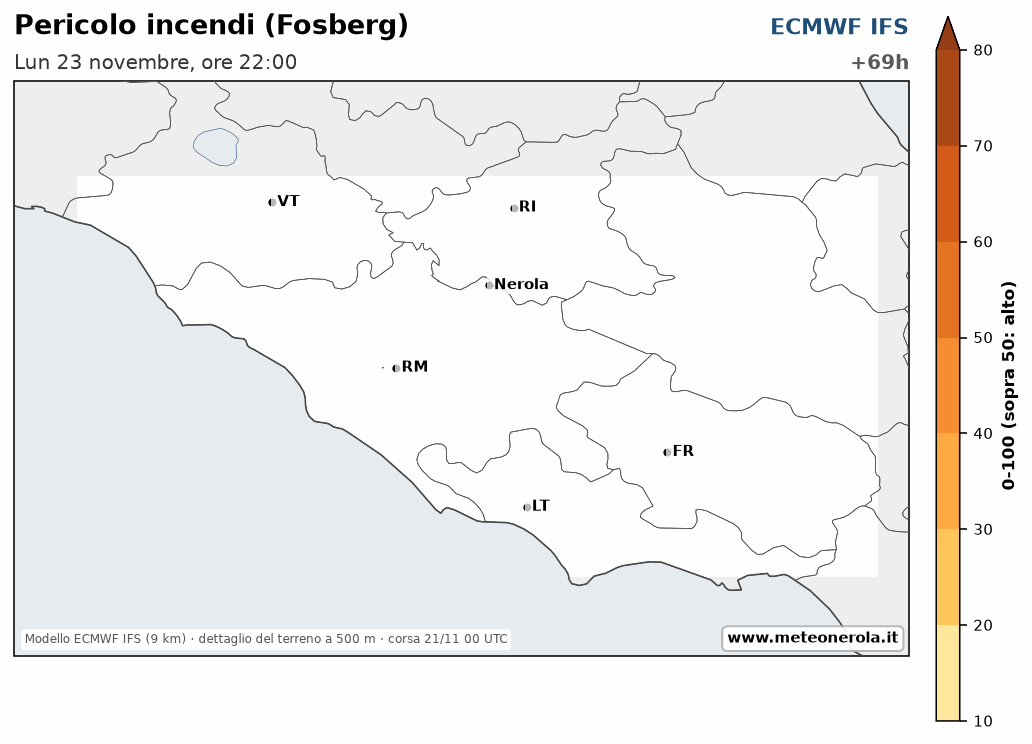 Pericolo incendi (Fosberg)
ECMWF IFS
Lun 23 novembre, ore 22:00
+69h
80
70
60
50
40
30
20
10
0-100 (sopra 50: alto)
VT
RI
Nerola
RM
FR
LT
Modello ECMWF IFS (9 km) · dettaglio del terreno a 500 m · corsa 21/11 00 UTC
www.meteonerola.it